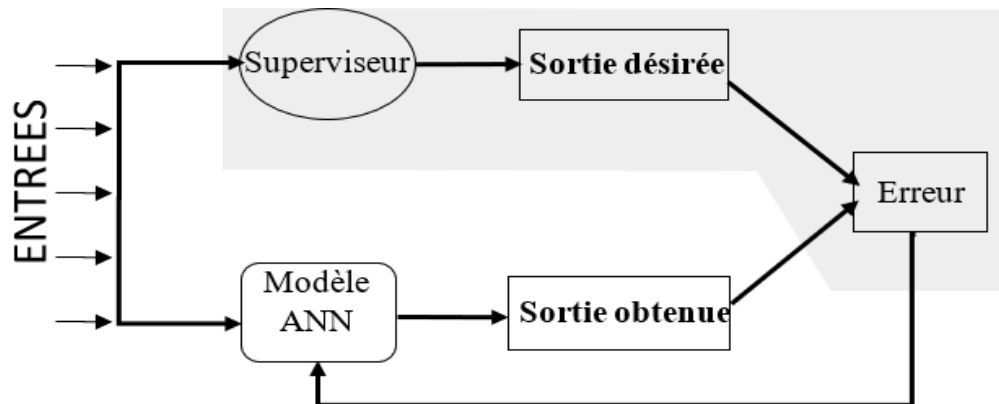 ENTREES
Superviseur
Sortie désirée
Erreur
Modèle
ANN
Sortie obtenue